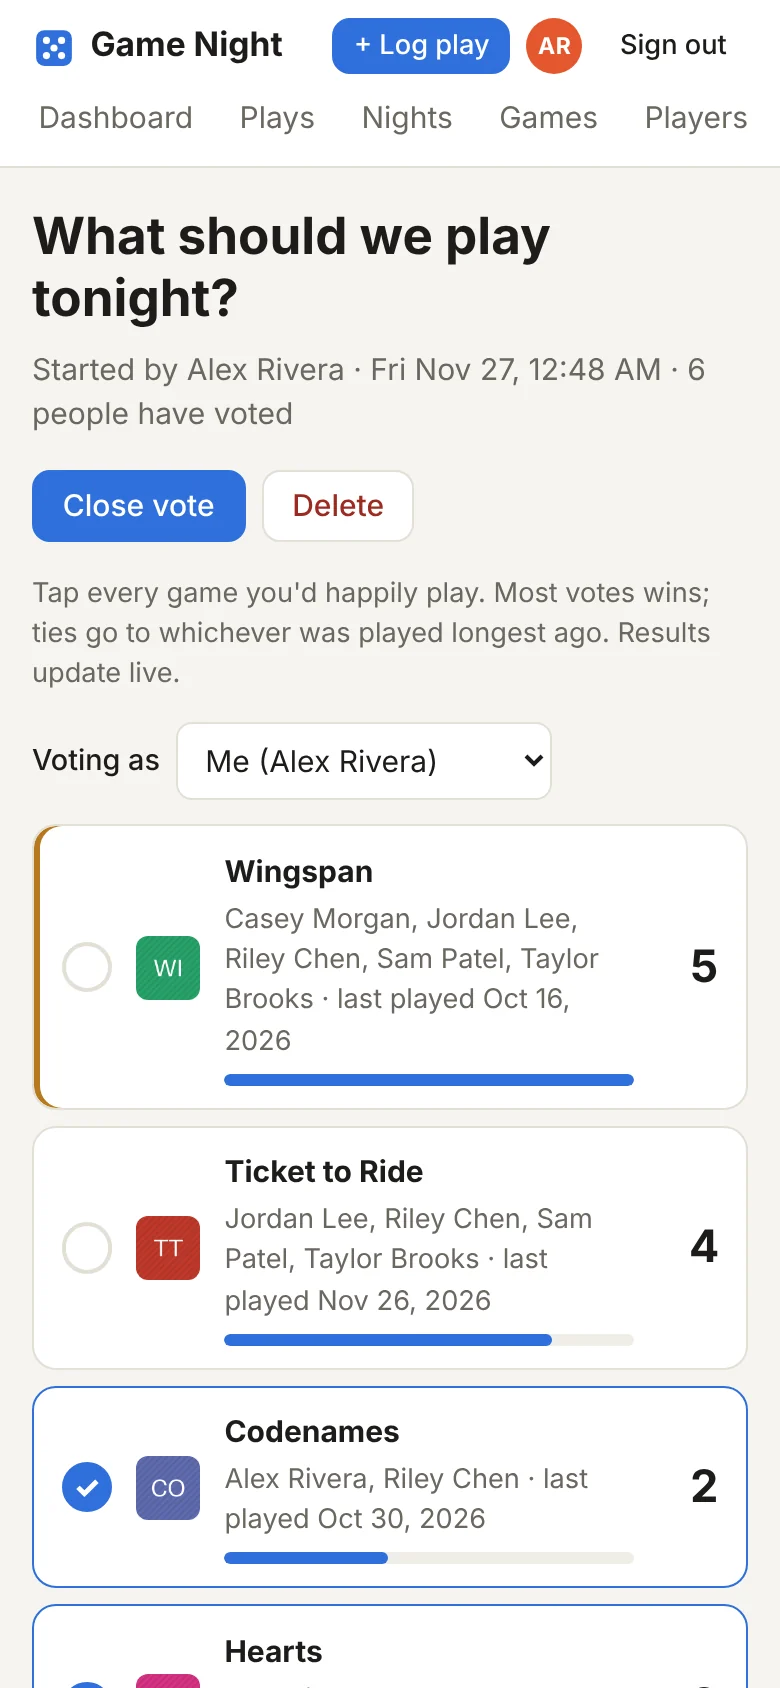 Game Night
+ Log play
AR
Sign out
Dashboard Plays Nights Games Players
What should we play
tonight?
Started by Alex Rivera · Fri Nov 27, 12:48 AM · 6
people have voted
Close vote
Delete
Tap every game you'd happily play. Most votes wins;
ties go to whichever was played longest ago. Results
update live.
Voting as
Me (Alex Rivera)
WI
Wingspan
Casey Morgan, Jordan Lee,
Riley Chen, Sam Patel, Taylor
Brooks · last played Oct 16,
2026
5
TT
Ticket to Ride
Jordan Lee, Riley Chen, Sam
Patel, Taylor Brooks · last
played Nov 26, 2026
4
CO
Codenames
Alex Rivera, Riley Chen · last
played Oct 30, 2026
2
Hearts